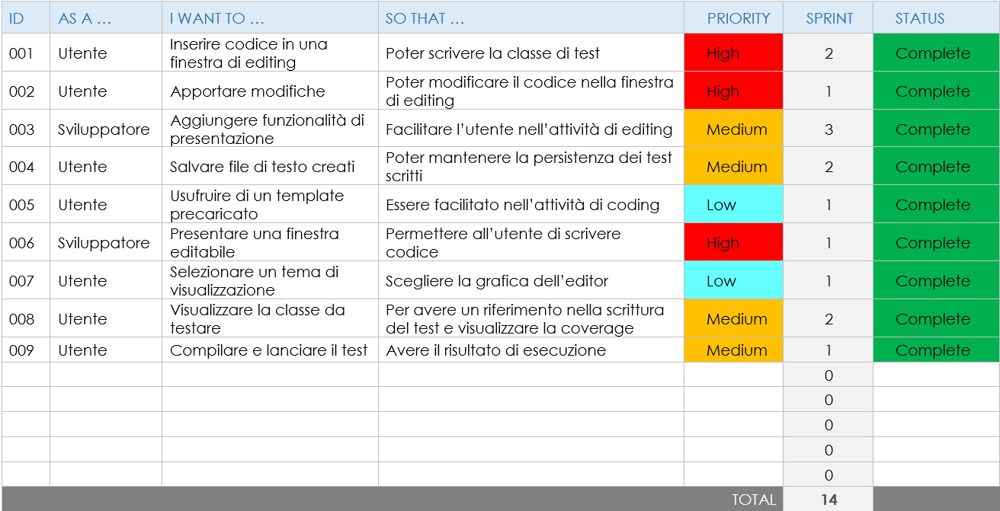 ID AS A … I WANT TO … SO THAT … PRIORITY SPRINT STATUS
001 Utente Inserire codice in una finestra di editing Poter scrivere la classe di test High 2 Complete
002 Utente Apportare modifiche Poter modificare il codice nella finestra di editing High 1 Complete
003 Sviluppatore Aggiungere funzionalità di presentazione Facilitare l’utente nell’attività di editing Medium 3 Complete
004 Utente Salvare file di testo creati Poter mantenere la persistenza dei test scritti Medium 2 Complete
005 Utente Usufruire di un template precaricato Essere facilitato nell’attività di coding Low 1 Complete
006 Sviluppatore Presentare una finestra editabile Permettere all’utente di scrivere codice High 1 Complete
007 Utente Selezionare un tema di visualizzazione Scegliere la grafica dell’editor Low 1 Complete
008 Utente Visualizzare la classe da testare Per avere un riferimento nella scrittura del test e visualizzare la coverage Medium 2 Complete
009 Utente Compilare e lanciare il test Avere il risultato di esecuzione Medium 1 Complete
0
0
0
0
0
TOTAL 14